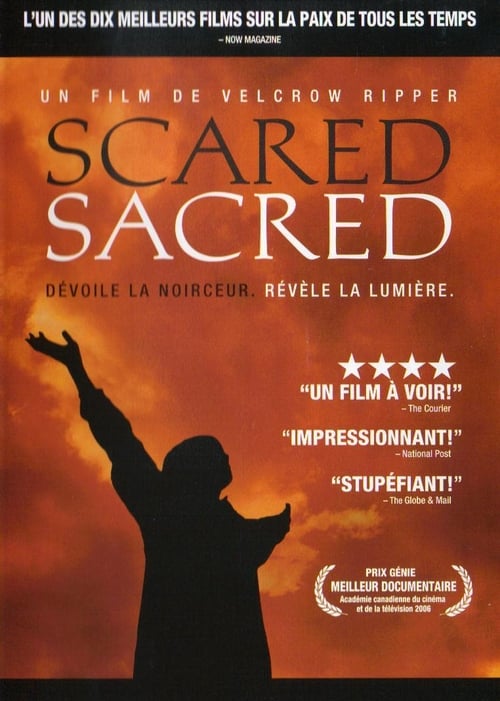 L'UN DES DIX MEILLEURS FILMS SUR LA PAIX DE TOUS LES TEMPS
– NOW MAGAZINE
UN FILM DE VELCROW RIPPER
SCARED
SACRED
DÉVOILE LA NOIRCEUR. RÉVÈLE LA LUMIÈRE.
“UN FILM À VOIR!”
– The Courier
“IMPRESSIONNANT!”
– National Post
“STUPÉFIANT!”
– The Globe & Mail
PRIX GÉNIE
MEILLEUR DOCUMENTAIRE
Académie canadienne du cinéma
et de la télévision 2006